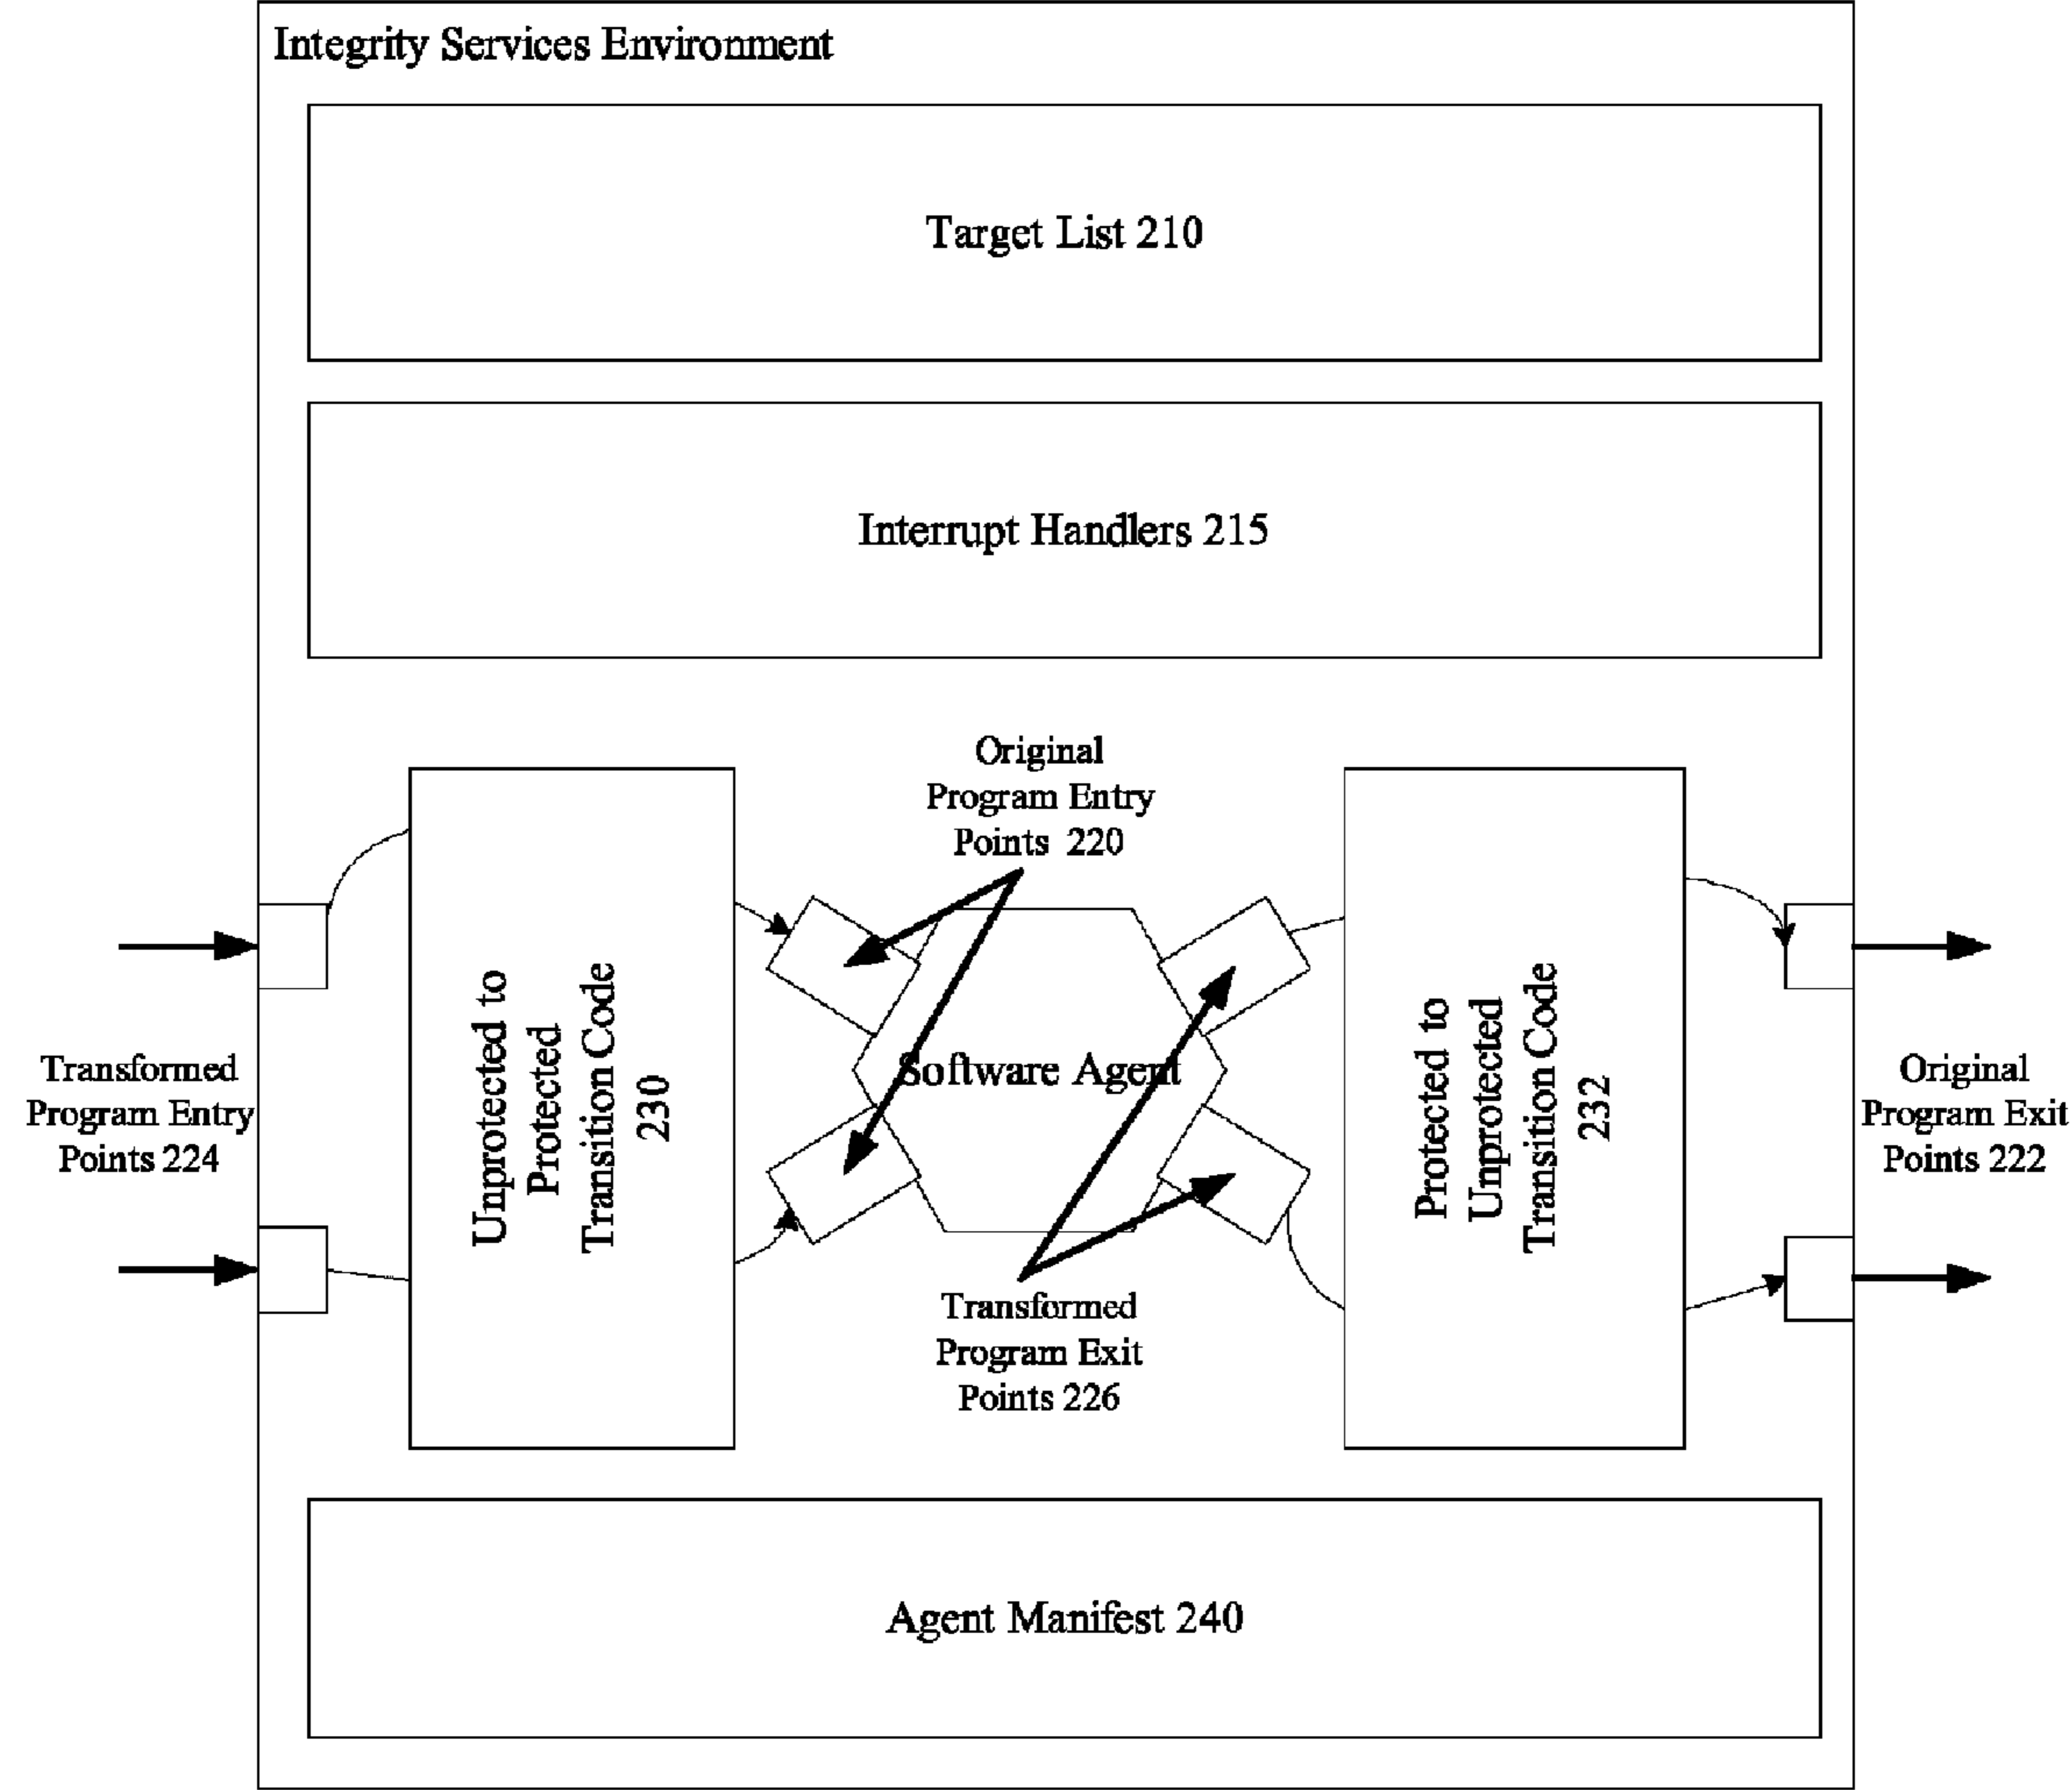 Integrity Services Environment
Target List 210
Interrupt Handlers 215
Original
Program Entry
Points 220
Unprotected to
Protected
Transition Code
230
Software Agent
Protected to
Unprotected
Transition Code
232
Transformed
Program Entry
Points 224
Original
Program Exit
Points 222
Transformed
Program Exit
Points 226
Agent Manifest 240